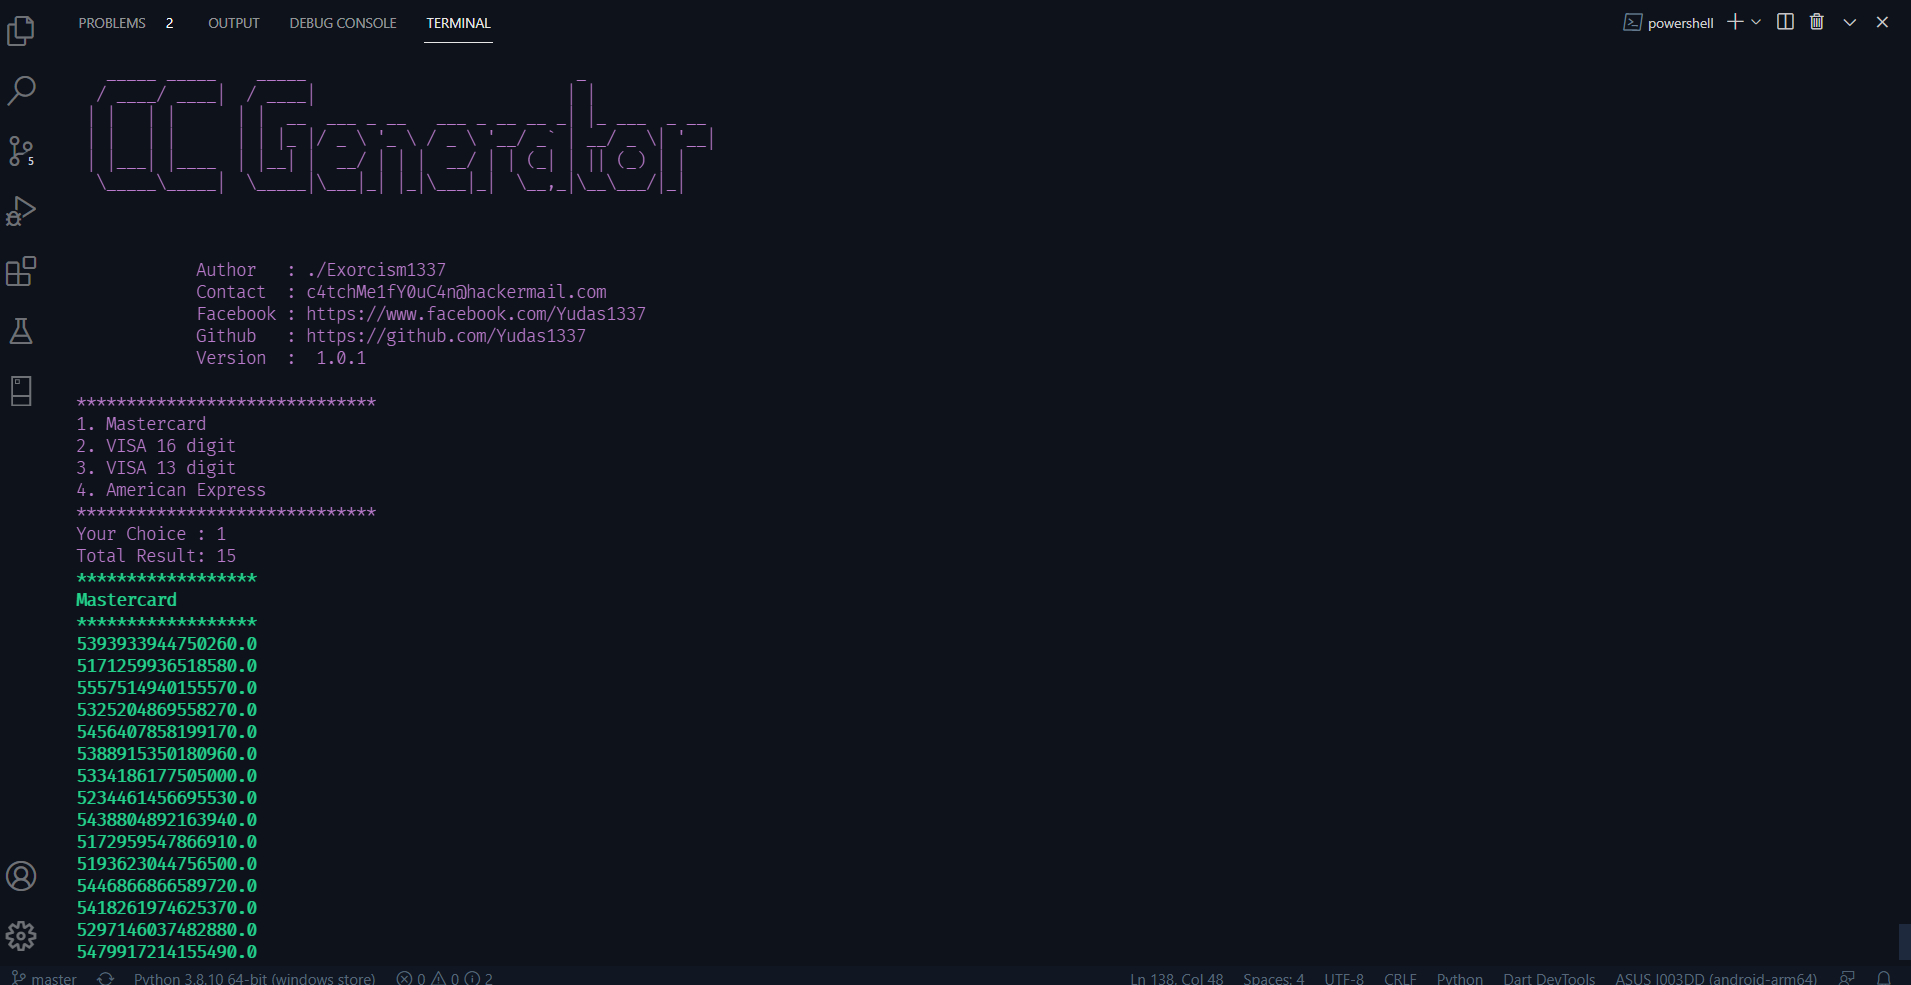 PROBLEMS 2 OUTPUT DEBUG CONSOLE TERMINAL powershell
CC Generator
Author : ./Exorcism1337
Contact : c4tchMe1fY0uC4n@hackermail.com
Facebook : https://www.facebook.com/Yudas1337
Github : https://github.com/Yudas1337
Version : 1.0.1
******************************
1. Mastercard
2. VISA 16 digit
3. VISA 13 digit
4. American Express
******************************
Your Choice : 1
Total Result: 15
******************
Mastercard
******************
5393933944750260.0
5171259936518580.0
5557514940155570.0
5325204869558270.0
5456407858199170.0
5388915350180960.0
5334186177505000.0
5234461456695530.0
5438804892163940.0
5172959547866910.0
5193623044756500.0
5446866866589720.0
5418261974625370.0
5297146037482880.0
5479917214155490.0
5
master Python 3.8.10 64-bit (windows store) 0 0 2 Ln 138, Col 48 Spaces: 4 UTF-8 CRLF Python Dart DevTools ASUS I003DD (android-arm64)